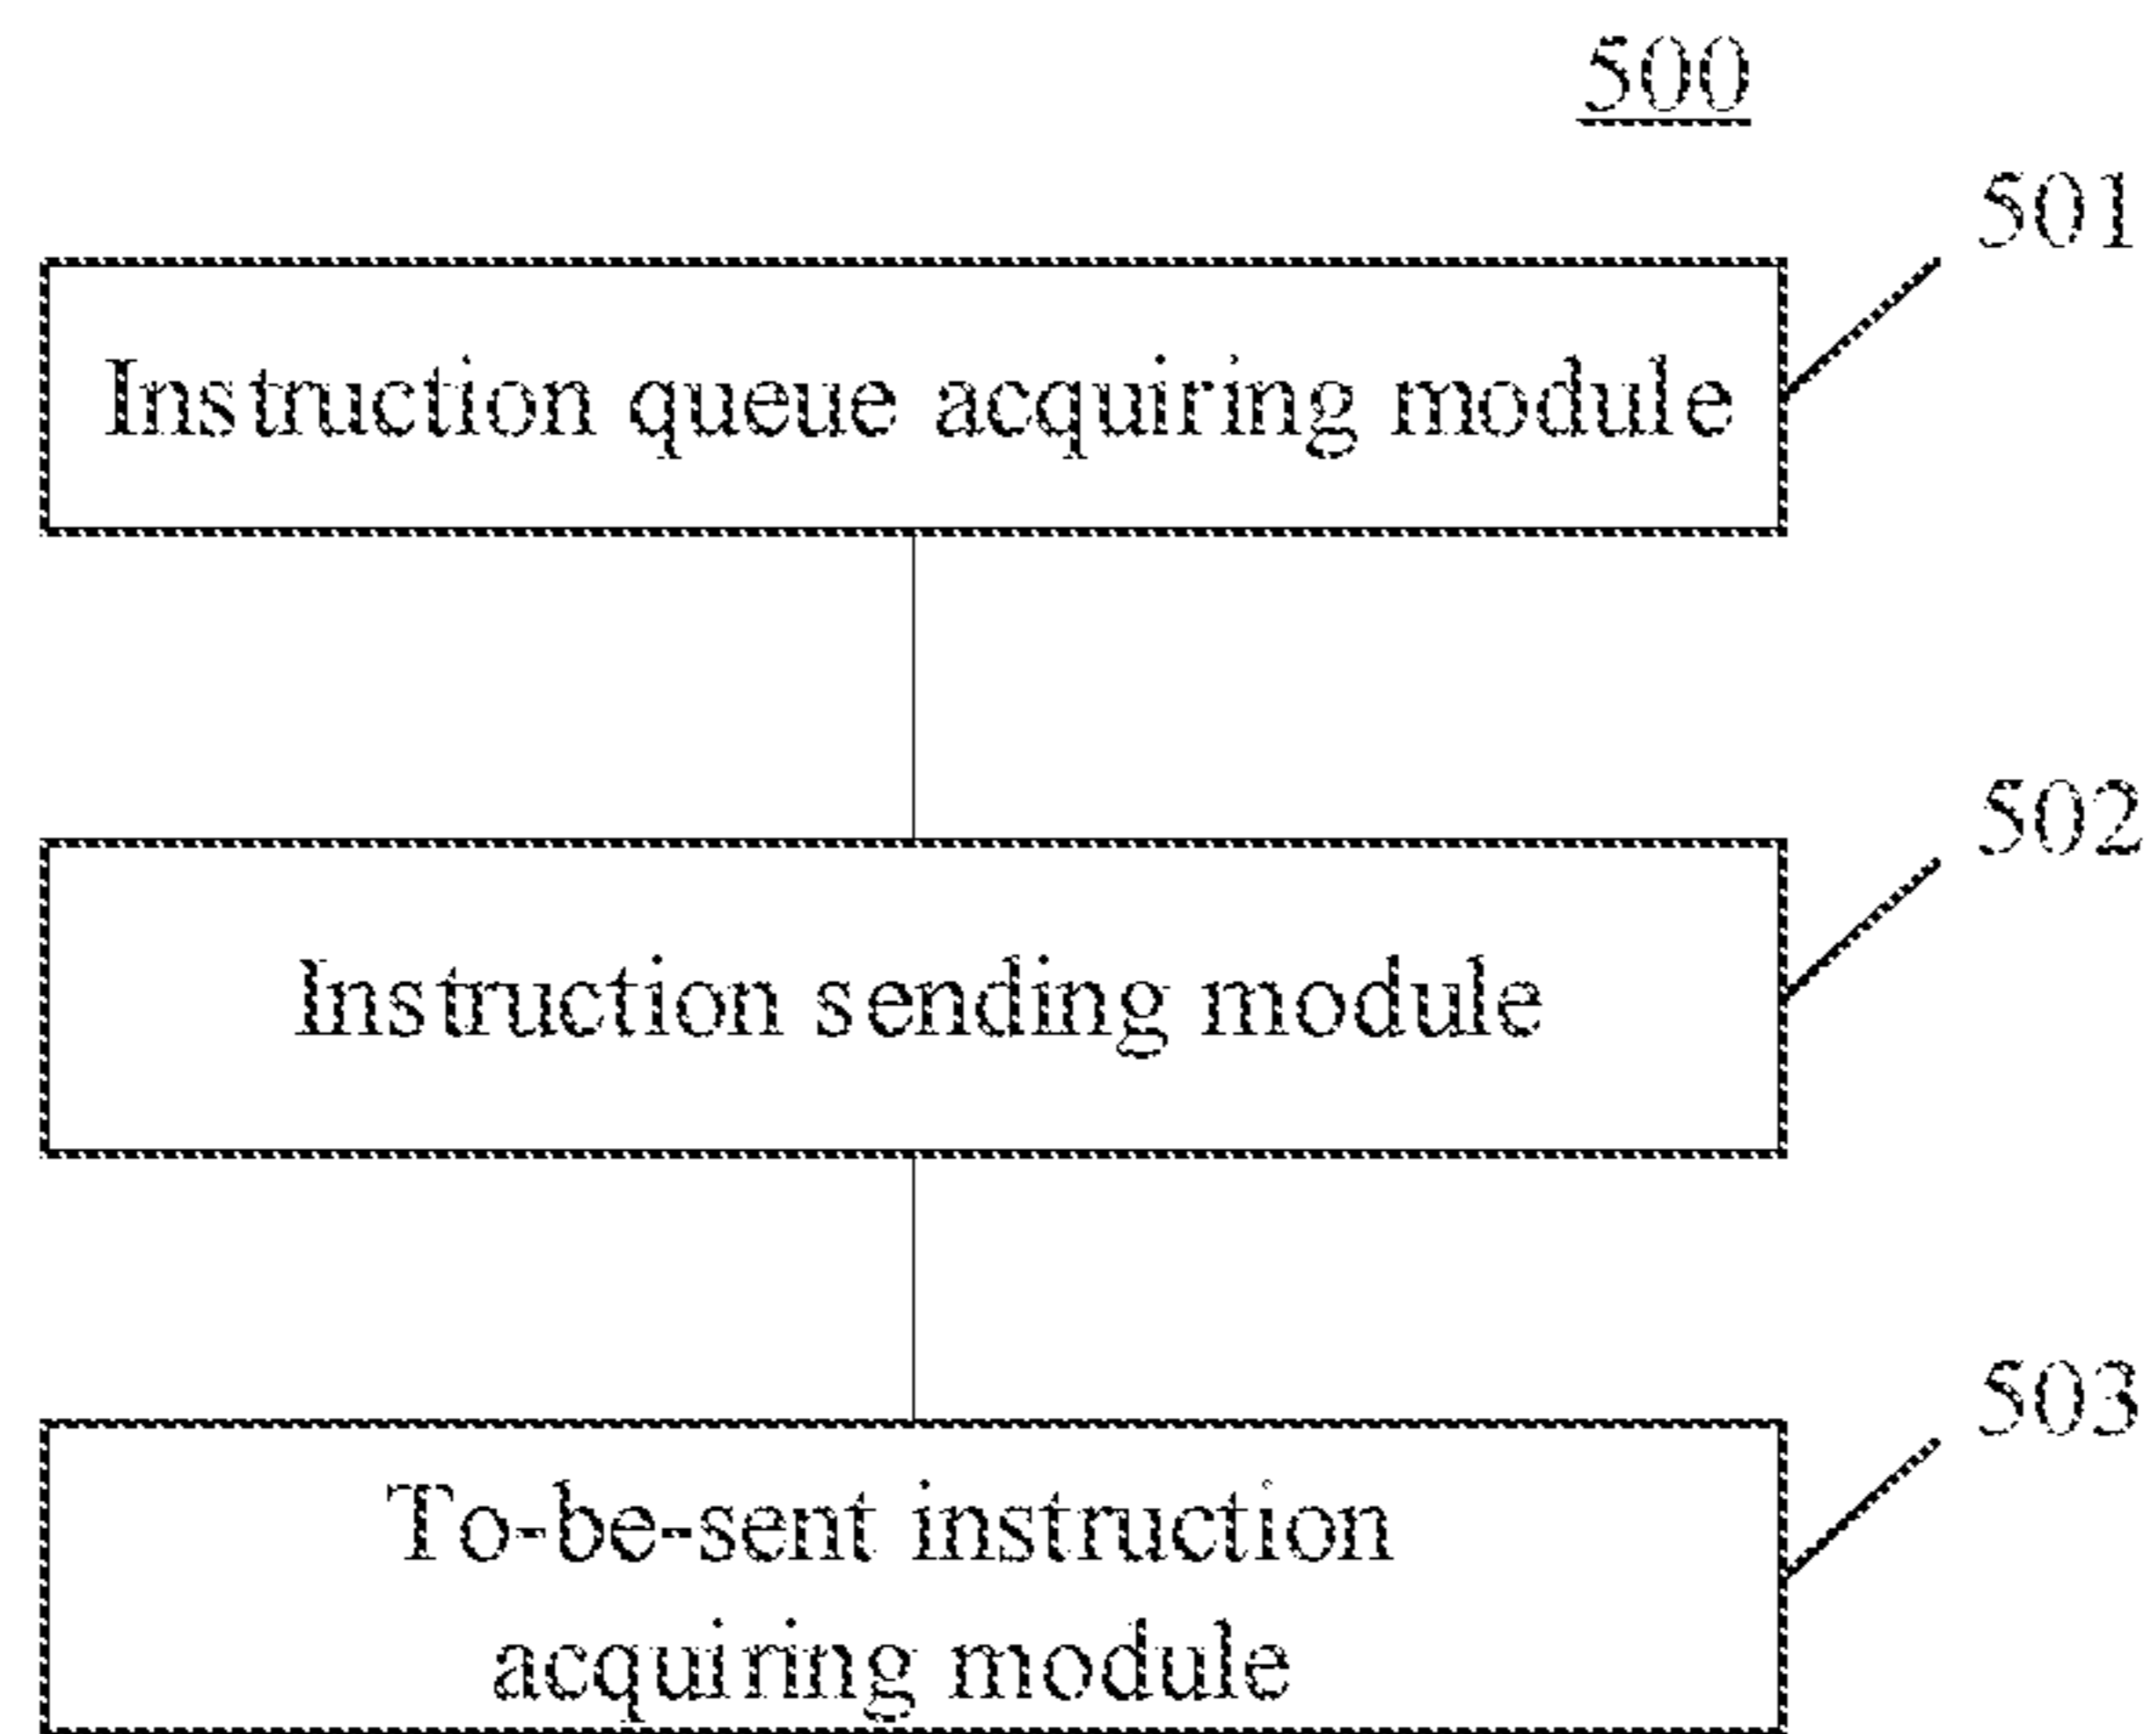 500
501
Instruction queue acquiring module
502
Instruction sending module
503
To-be-sent instruction
acquiring module